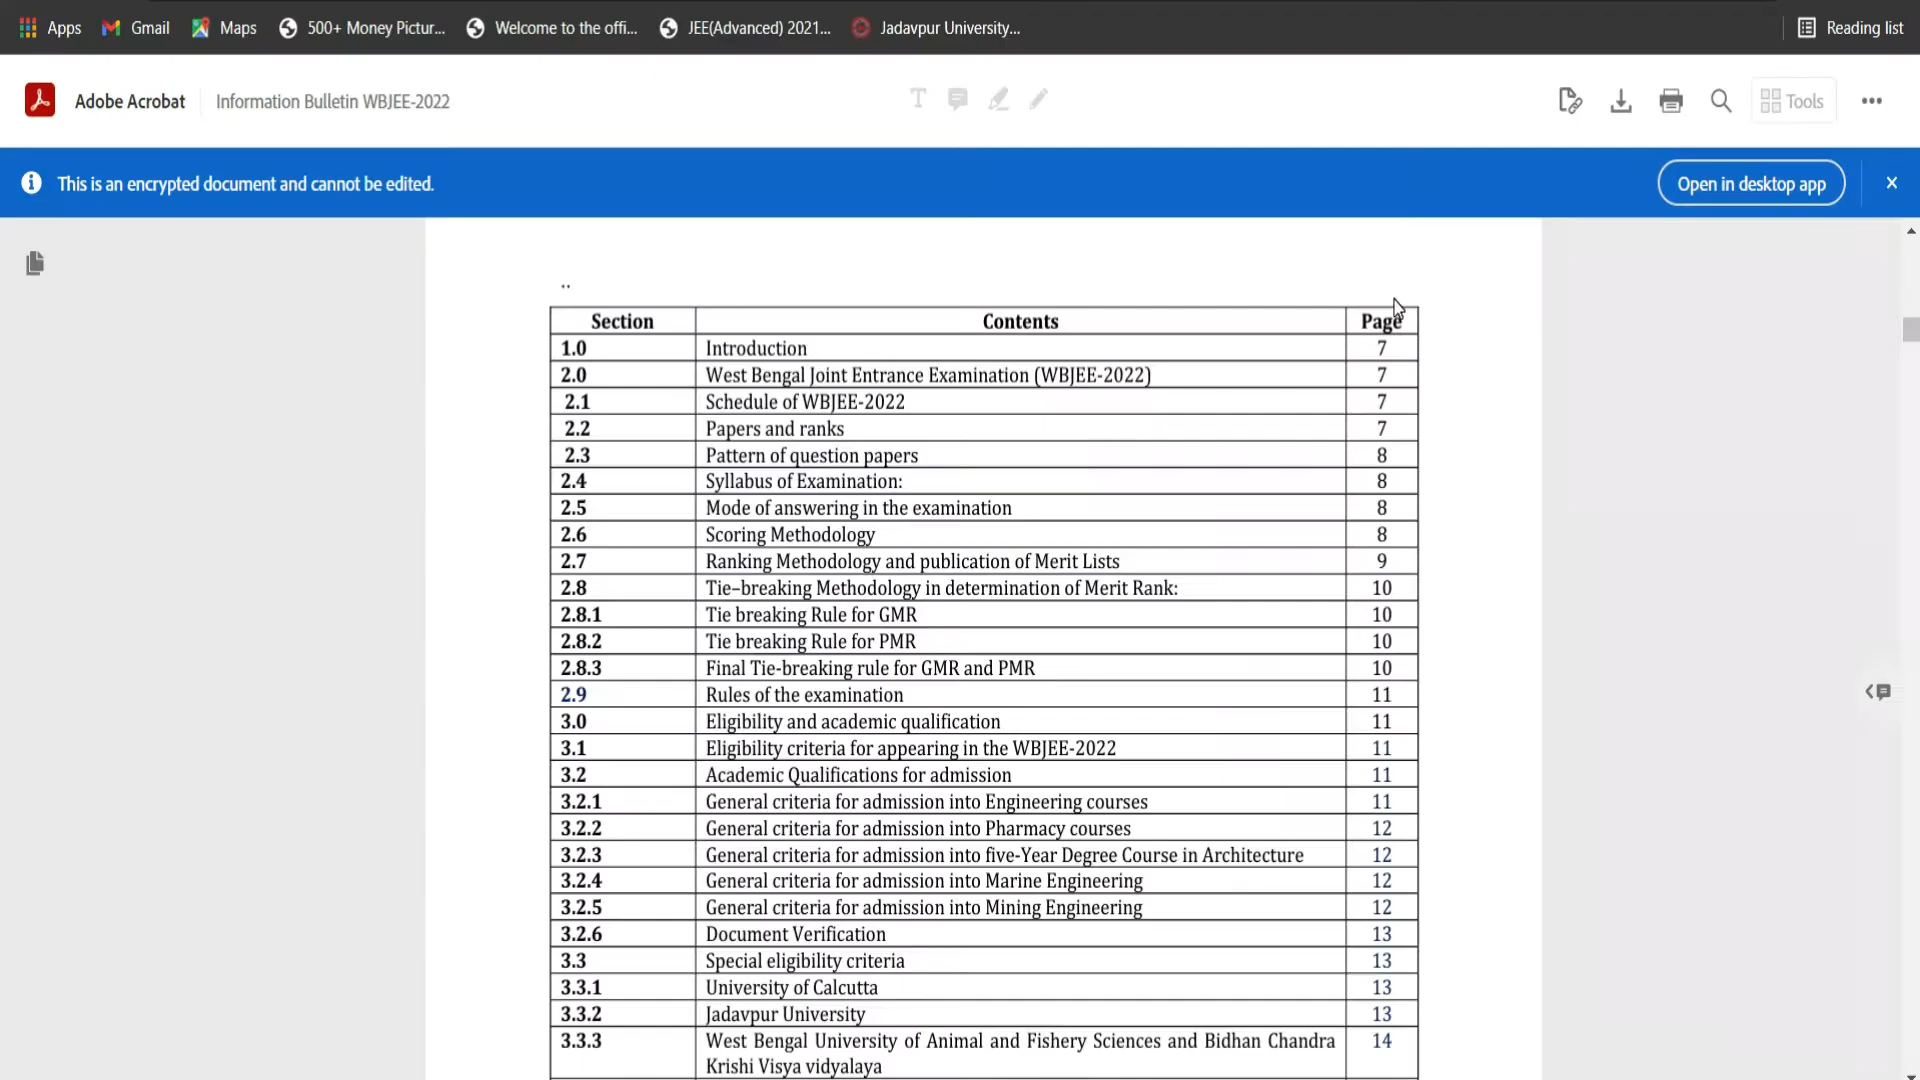 Apps Gmail Maps 500+ Money Pictur... Welcome to the offi... JEE(Advanced) 2021... Jadavpur University... Reading list
Adobe Acrobat Information Bulletin WBJEE-2022 T Tools
This is an encrypted document and cannot be edited. Open in desktop app
..
Section Contents Page
1.0 Introduction 7
2.0 West Bengal Joint Entrance Examination (WBJEE-2022) 7
2.1 Schedule of WBJEE-2022 7
2.2 Papers and ranks 7
2.3 Pattern of question papers 8
2.4 Syllabus of Examination: 8
2.5 Mode of answering in the examination 8
2.6 Scoring Methodology 8
2.7 Ranking Methodology and publication of Merit Lists 9
2.8 Tie–breaking Methodology in determination of Merit Rank: 10
2.8.1 Tie breaking Rule for GMR 10
2.8.2 Tie breaking Rule for PMR 10
2.8.3 Final Tie-breaking rule for GMR and PMR 10
2.9 Rules of the examination 11
3.0 Eligibility and academic qualification 11
3.1 Eligibility criteria for appearing in the WBJEE-2022 11
3.2 Academic Qualifications for admission 11
3.2.1 General criteria for admission into Engineering courses 11
3.2.2 General criteria for admission into Pharmacy courses 12
3.2.3 General criteria for admission into five-Year Degree Course in Architecture 12
3.2.4 General criteria for admission into Marine Engineering 12
3.2.5 General criteria for admission into Mining Engineering 12
3.2.6 Document Verification 13
3.3 Special eligibility criteria 13
3.3.1 University of Calcutta 13
3.3.2 Jadavpur University 13
3.3.3 West Bengal University of Animal and Fishery Sciences and Bidhan Chandra 14
Krishi Visya vidyalaya